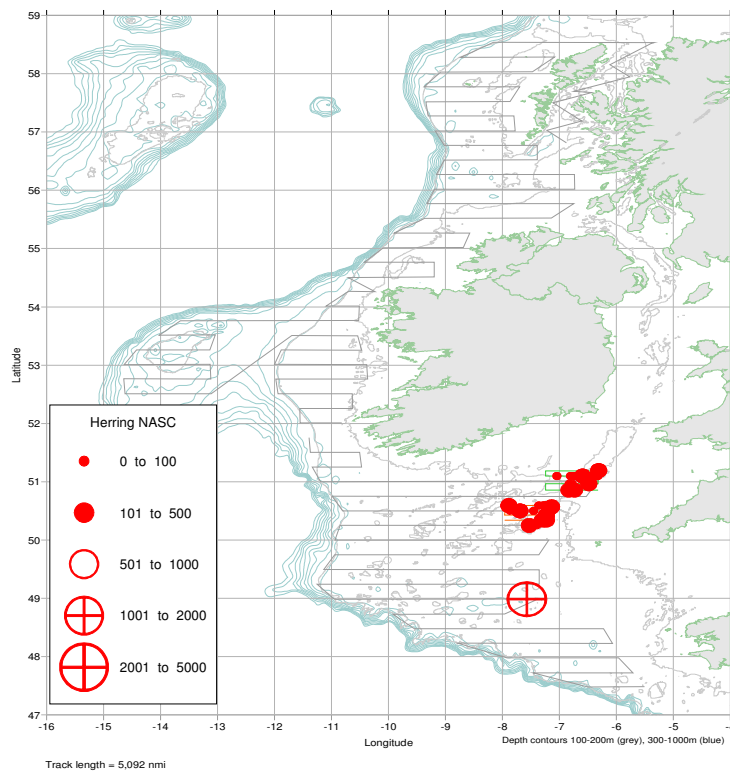 59
58
57
56
55
54
53
52
51
50
49
48
47
Latitude
Herring NASC
0 to 100
101 to 500
501 to 1000
1001 to 2000
2001 to 5000
-16 -15 -14 -13 -12 -11 -10 -9 -8 -7 -6 -5 -4
Longitude
Depth contours 100-200m (grey), 300-1000m (blue)
Track length = 5,092 nmi